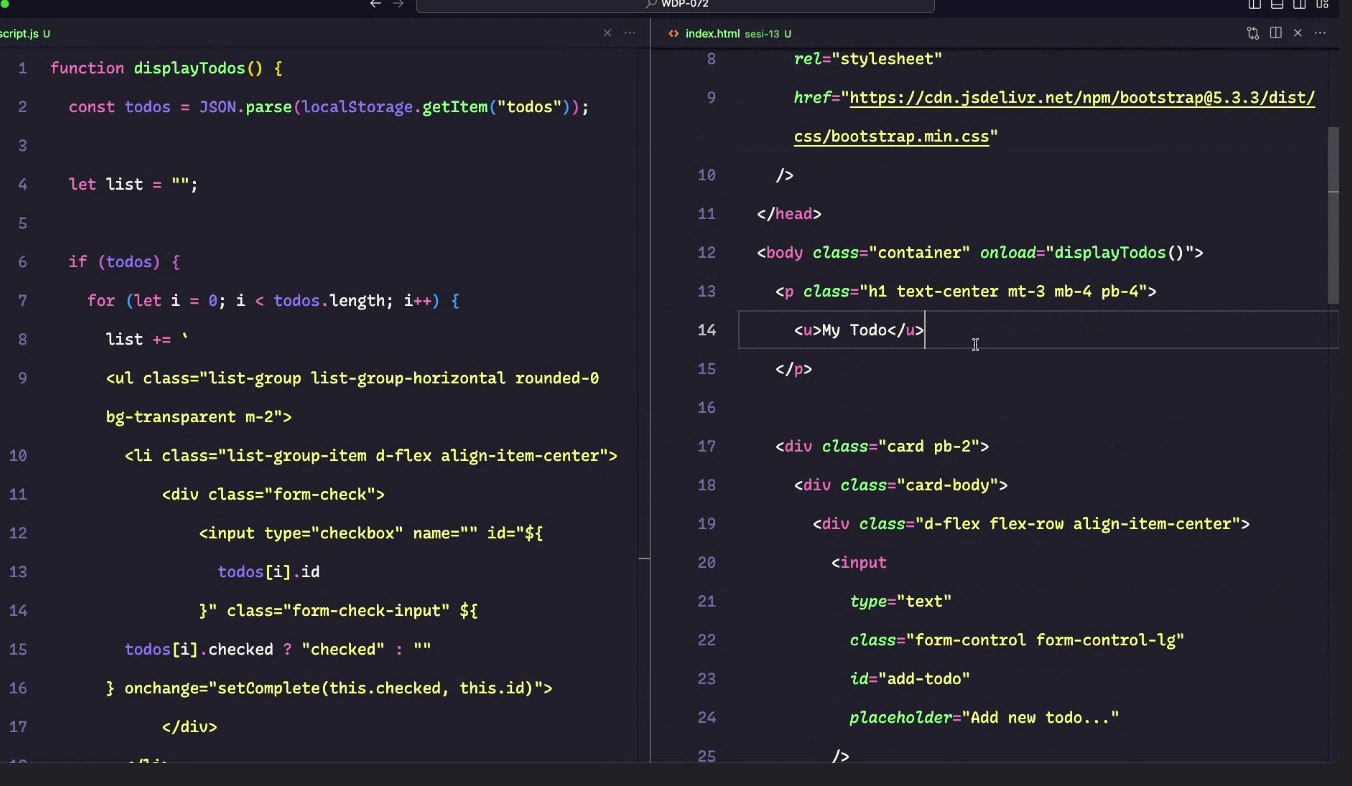 WDP-072
script.js U
1 function displayTodos() {
2 const todos = JSON.parse(localStorage.getItem("todos"));
3
4 let list = "";
5
6 if (todos) {
7 for (let i = 0; i < todos.length; i++) {
8 list += `
9 <ul class="list-group list-group-horizontal rounded-0
bg-transparent m-2">
10 <li class="list-group-item d-flex align-item-center">
11 <div class="form-check">
12 <input type="checkbox" name="" id="${
13 todos[i].id
14 }" class="form-check-input" ${
15 todos[i].checked ? "checked" : ""
16 } onchange="setComplete(this.checked, this.id)">
17 </div>
18 </li>
index.html sesi-13 U
8 rel="stylesheet"
9 href="https://cdn.jsdelivr.net/npm/bootstrap@5.3.3/dist/
css/bootstrap.min.css"
10 />
11 </head>
12 <body class="container" onload="displayTodos()">
13 <p class="h1 text-center mt-3 mb-4 pb-4">
14 <u>My Todo</u>
15 </p>
16
17 <div class="card pb-2">
18 <div class="card-body">
19 <div class="d-flex flex-row align-item-center">
20 <input
21 type="text"
22 class="form-control form-control-lg"
23 id="add-todo"
24 placeholder="Add new todo..."
25 />